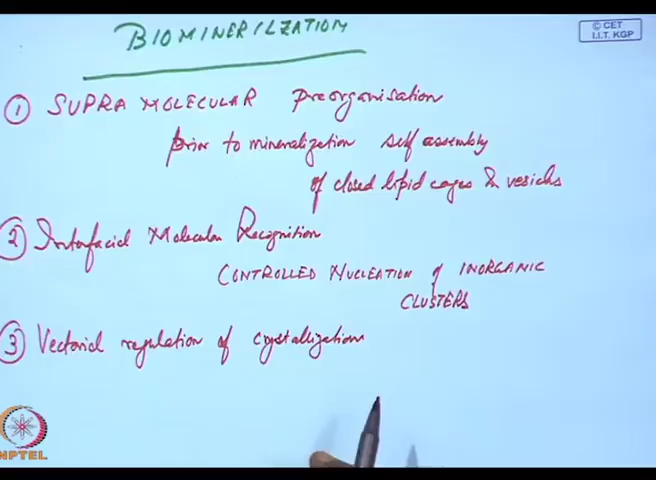 BIOMINERILZATION
© CET
I.I.T. KGP
① SUPRA MOLECULAR Preorganisation
prior to mineralization self assembly
of closed lipid cages & vesicles
② Interfacial Molecular Recognition
CONTROLLED NUCLEATION of INORGANIC
CLUSTERS
③ Vectorial regulation of crystallization
NPTEL